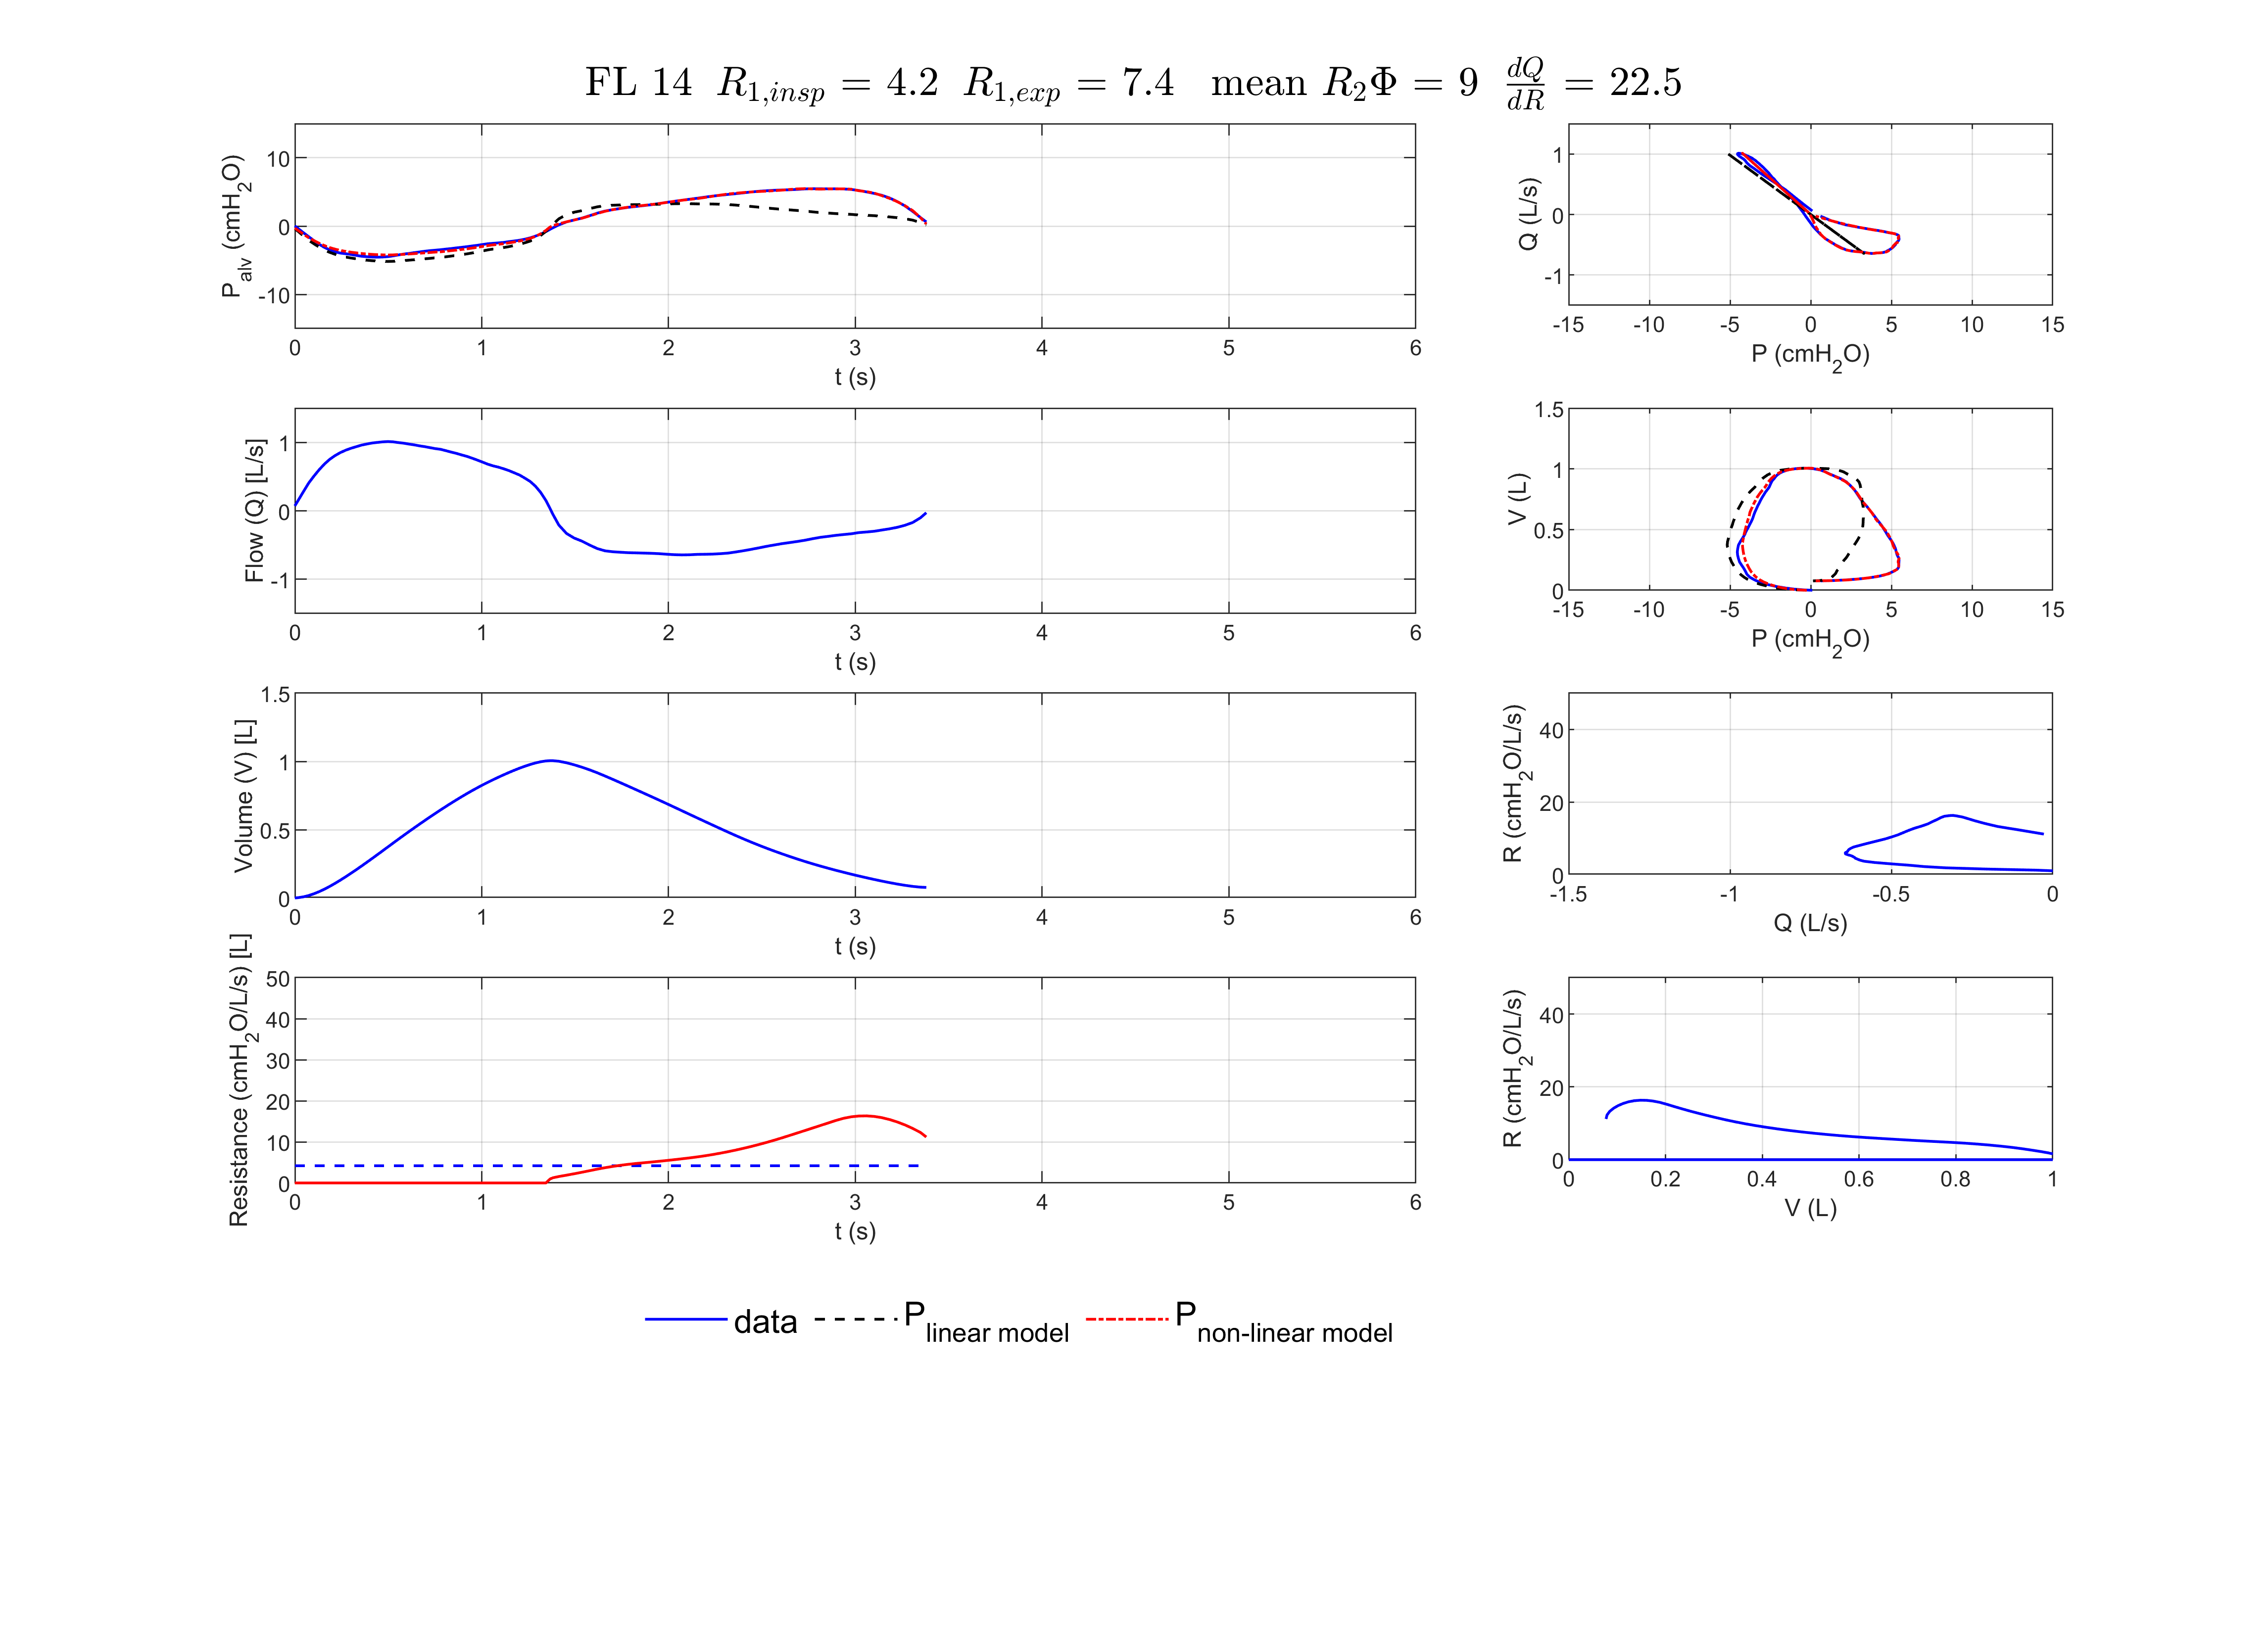 FL 14 R1,insp = 4.2 R1,exp = 7.4 mean R2Φ = 9 dQ/dR = 22.5
Palv (cmH2O)
10
0
-10
0 1 2 3 4 5 6
t (s)
Q (L/s)
1
0
-1
-15 -10 -5 0 5 10 15
P (cmH2O)
Flow (Q) [L/s]
1
0
-1
0 1 2 3 4 5 6
t (s)
V (L)
1.5
1
0.5
0
-15 -10 -5 0 5 10 15
P (cmH2O)
Volume (V) [L]
1.5
1
0.5
0
0 1 2 3 4 5 6
t (s)
R (cmH2O/L/s)
40
20
0
-1.5 -1 -0.5 0
Q (L/s)
Resistance (cmH2O/L/s) [L]
50
40
30
20
10
0
0 1 2 3 4 5 6
t (s)
R (cmH2O/L/s)
40
20
0
0 0.2 0.4 0.6 0.8 1
V (L)
data Plinear model Pnon-linear model